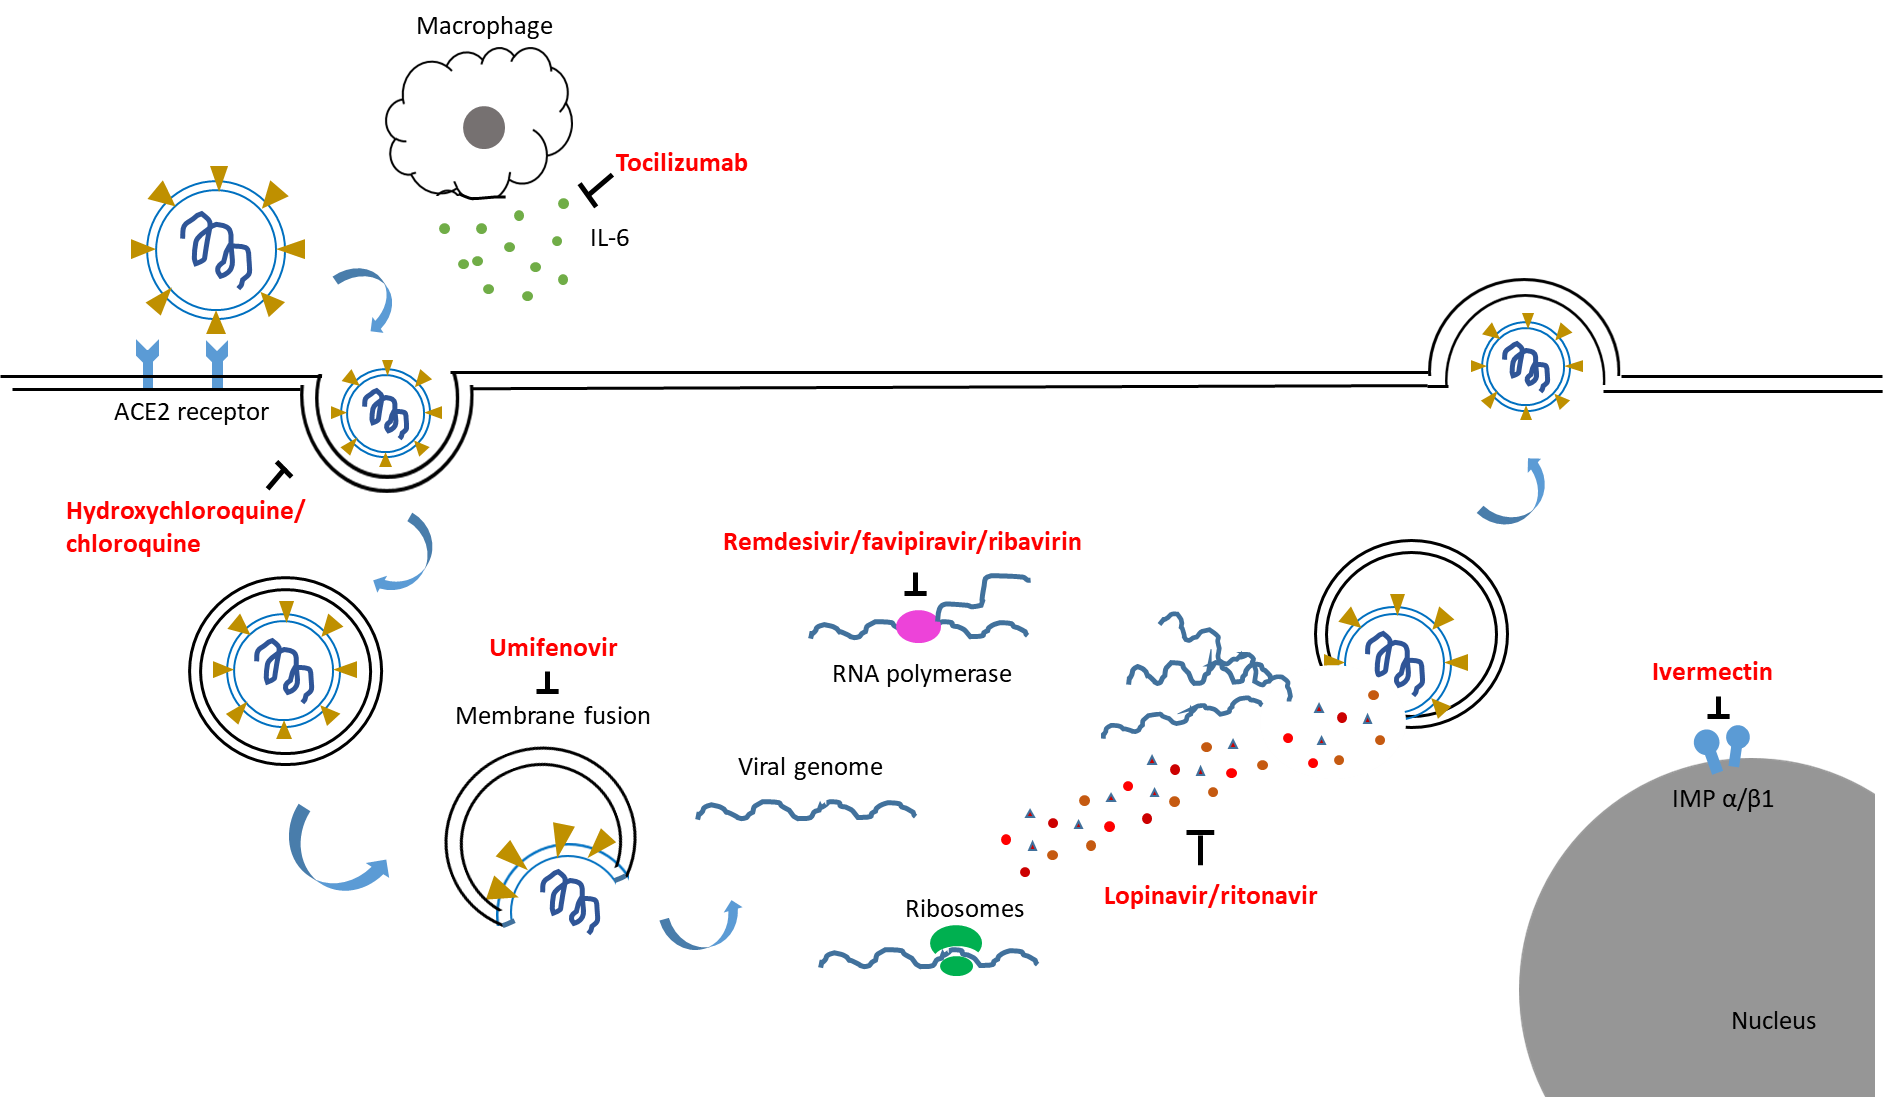 Macrophage
Tocilizumab
IL-6
ACE2 receptor
Hydroxychloroquine/
chloroquine
Remdesivir/favipiravir/ribavirin
RNA polymerase
Umifenovir
Membrane fusion
Viral genome
Ivermectin
IMP α/β1
Lopinavir/ritonavir
Ribosomes
Nucleus